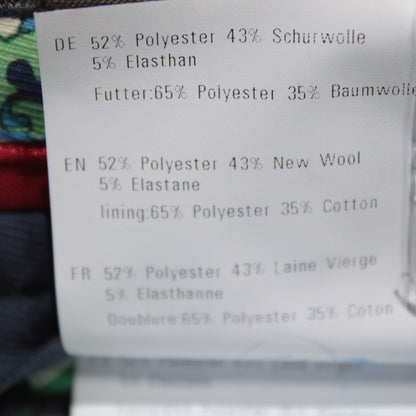 DE 52% Polyester 43% Schurwolle
5% Elasthan
Futter:65% Polyester 35% Baumwolle
EN 52% Polyester 43% New Wool
5% Elastane
lining:65% Polyester 35% Cotton
FR 52% Polyester 43% Laine Vierge
5% Elasthanne
Doublure:65% Polyester 35% Coton